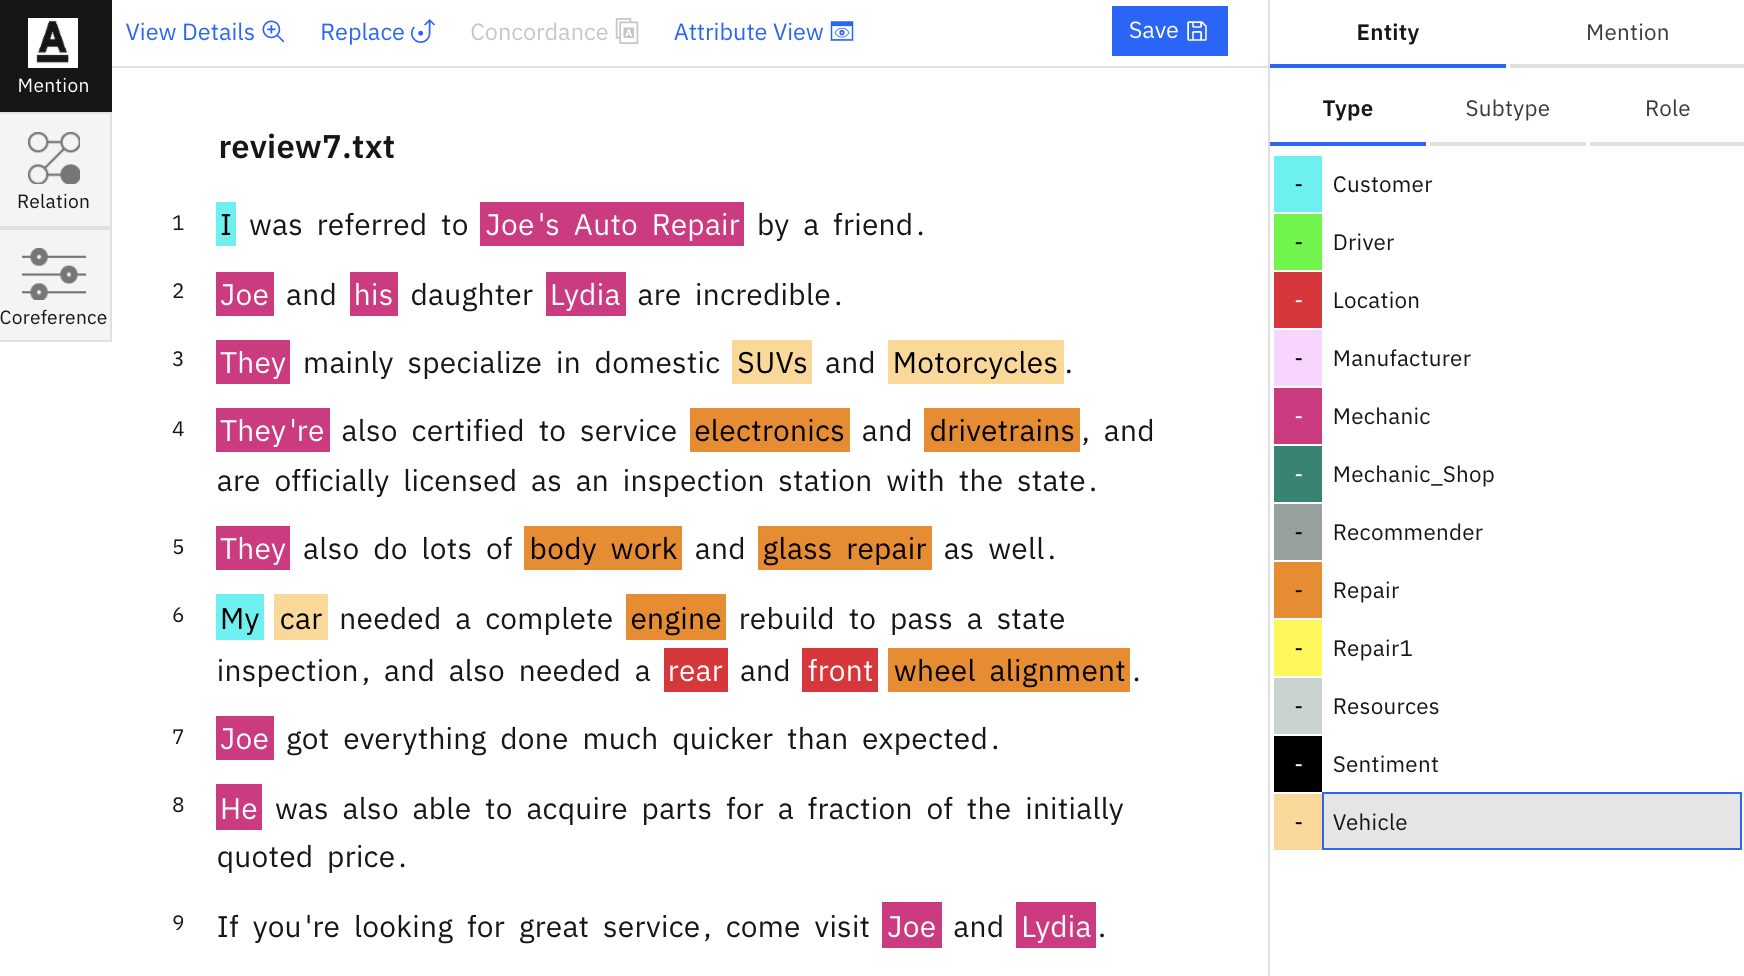 View Details Replace Concordance Attribute View Save
Entity Mention
A
Mention
Type Subtype Role
Relation
Coreference
review7.txt
1 I was referred to Joe's Auto Repair by a friend.
2 Joe and his daughter Lydia are incredible.
3 They mainly specialize in domestic SUVs and Motorcycles.
4 They're also certified to service electronics and drivetrains, and
are officially licensed as an inspection station with the state.
5 They also do lots of body work and glass repair as well.
6 My car needed a complete engine rebuild to pass a state
inspection, and also needed a rear and front wheel alignment.
7 Joe got everything done much quicker than expected.
8 He was also able to acquire parts for a fraction of the initially
quoted price.
9 If you're looking for great service, come visit Joe and Lydia.
- Customer
- Driver
- Location
- Manufacturer
- Mechanic
- Mechanic_Shop
- Recommender
- Repair
- Repair1
- Resources
- Sentiment
- Vehicle